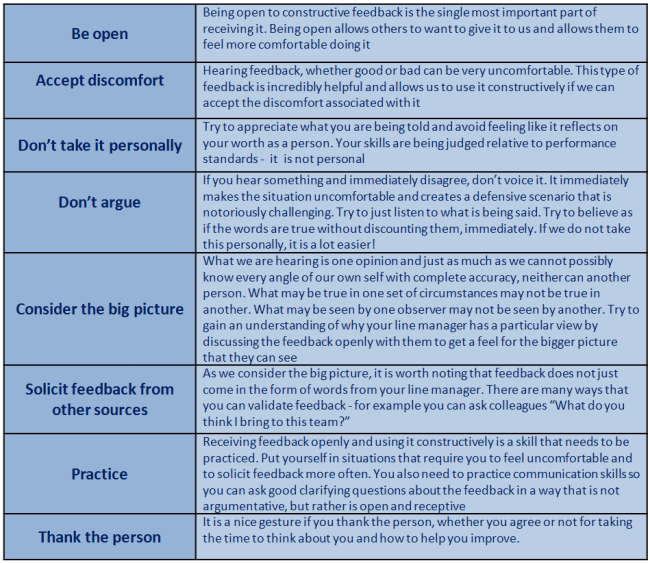 Be open
Being open to constructive feedback is the single most important part of
receiving it. Being open allows others to want to give it to us and allows them to
feel more comfortable doing it
Accept discomfort
Hearing feedback, whether good or bad can be very uncomfortable. This type of
feedback is incredibly helpful and allows us to use it constructively if we can
accept the discomfort associated with it
Don't take it personally
Try to appreciate what you are being told and avoid feeling like it reflects on
your worth as a person. Your skills are being judged relative to performance
standards - it is not personal
Don't argue
If you hear something and immediately disagree, don't voice it. It immediately
makes the situation uncomfortable and creates a defensive scenario that is
notoriously challenging. Try to just listen to what is being said. Try to believe as
if the words are true without discounting them, immediately. If we do not take
this personally, it is a lot easier!
Consider the big picture
What we are hearing is one opinion and just as much as we cannot possibly
know every angle of our own self with complete accuracy, neither can another
person. What may be true in one set of circumstances may not be true in
another. What may be seen by one observer may not be seen by another. Try to
gain an understanding of why your line manager has a particular view by
discussing the feedback openly with them to get a feel for the bigger picture
that they can see
Solicit feedback from
other sources
As we consider the big picture, it is worth noting that feedback does not just
come in the form of words from your line manager. There are many ways that
you can validate feedback - for example you can ask colleagues “What do you
think I bring to this team?”
Practice
Receiving feedback openly and using it constructively is a skill that needs to be
practiced. Put yourself in situations that require you to feel uncomfortable and
to solicit feedback more often. You also need to practice communication skills so
you can ask good clarifying questions about the feedback in a way that is not
argumentative, but rather is open and receptive
Thank the person
It is a nice gesture if you thank the person, whether you agree or not for taking
the time to think about you and how to help you improve.